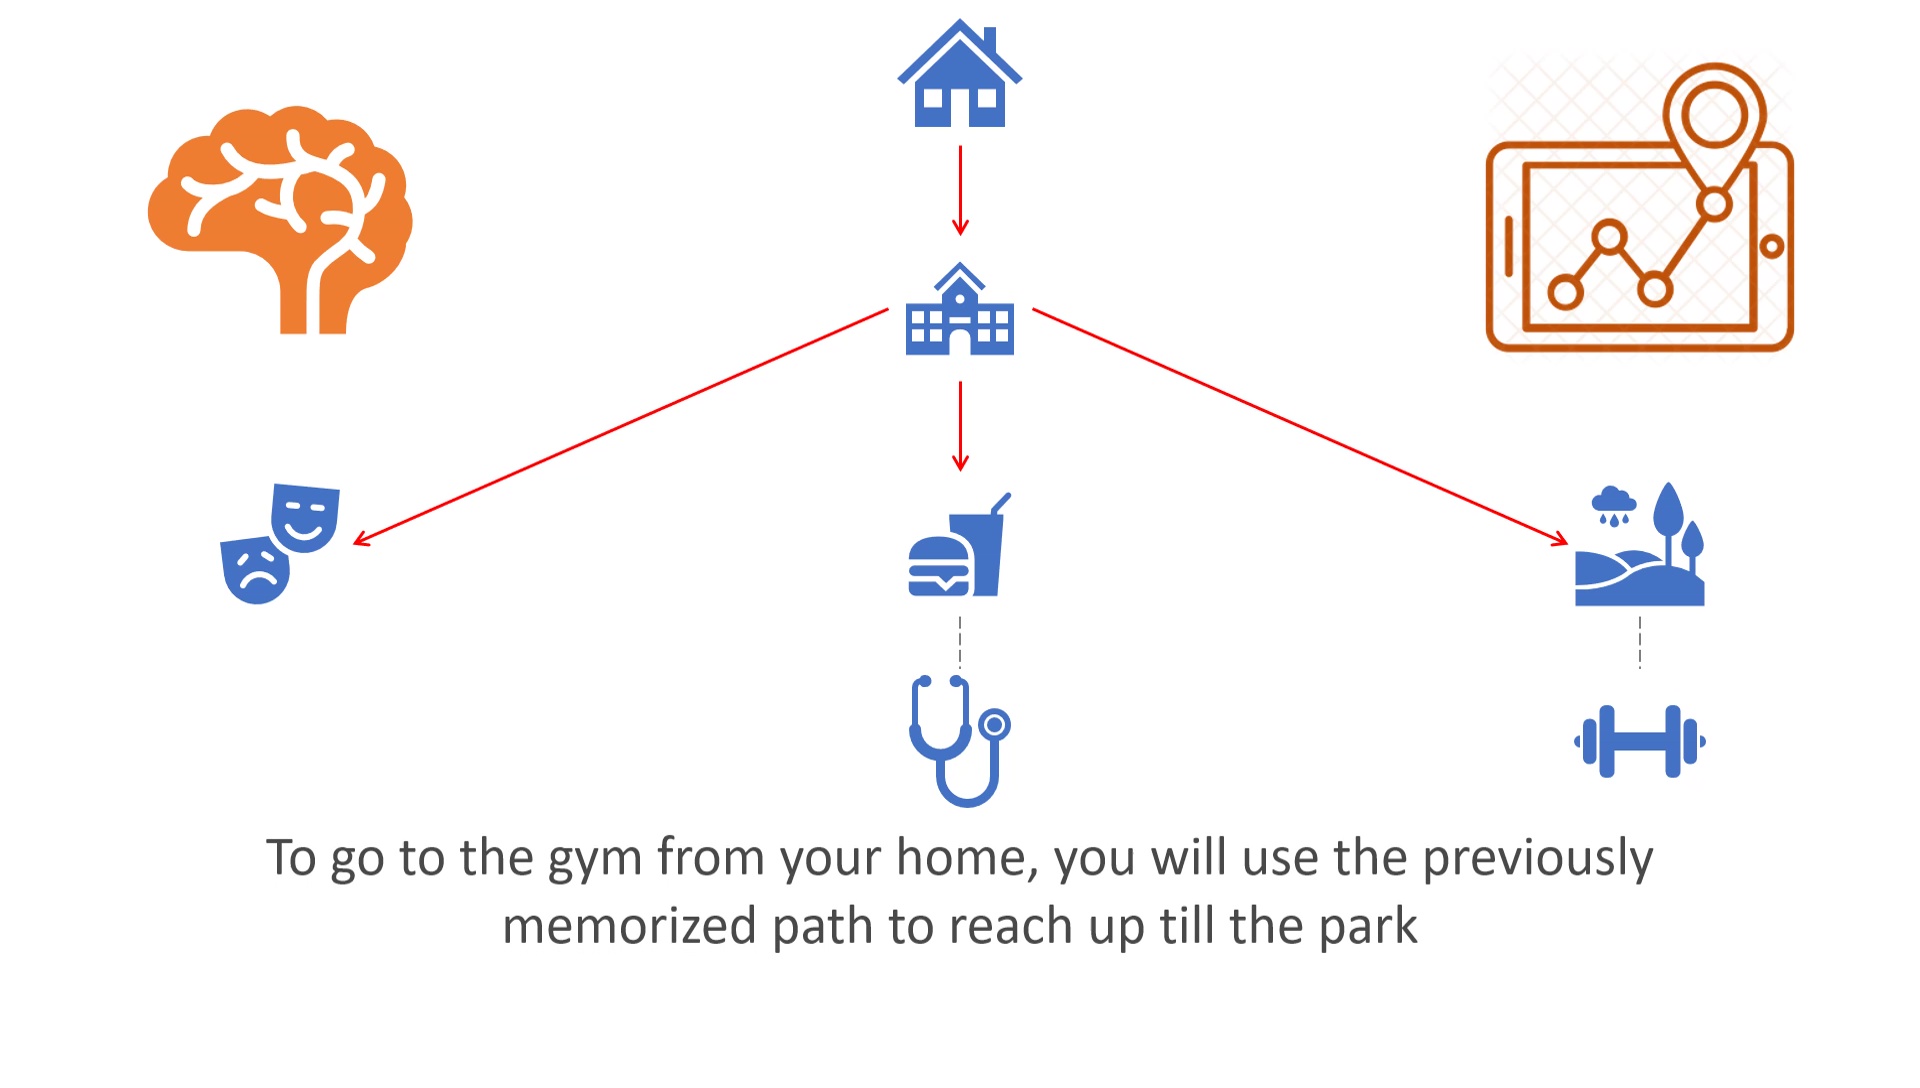 To go to the gym from your home, you will use the previously
memorized path to reach up till the park